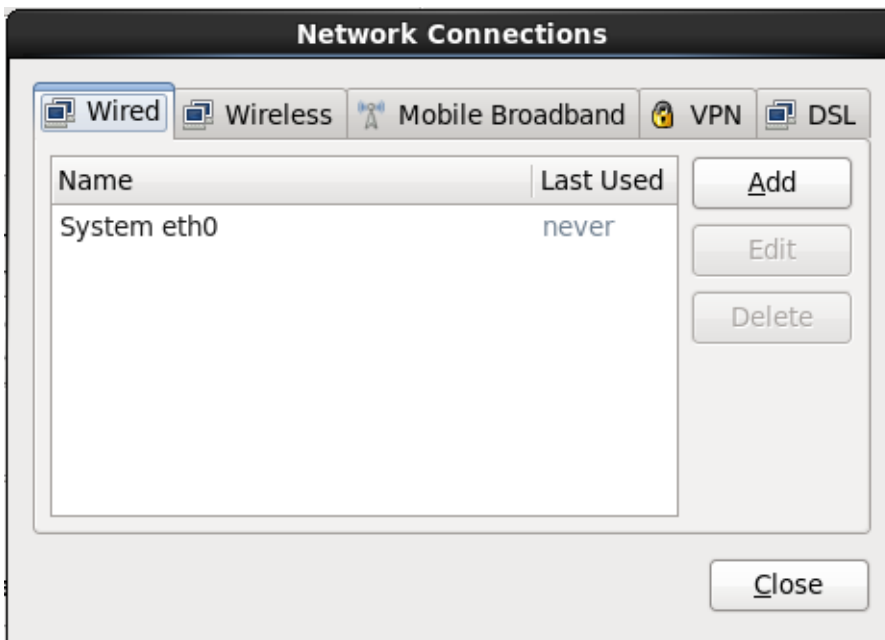 Network Connections
Wired Wireless Mobile Broadband VPN DSL
Name Last Used Add
System eth0 never
Edit
Delete
Close